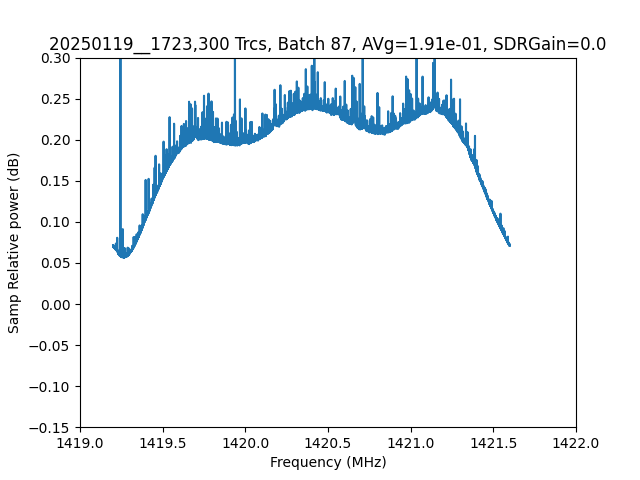 20250119__1723,300 Trcs, Batch 87, AVg=1.91e-01, SDRGain=0.0
0.30
0.25
0.20
0.15
0.10
0.05
0.00
−0.05
−0.10
−0.15
Samp Relative power (dB)
1419.0 1419.5 1420.0 1420.5 1421.0 1421.5 1422.0
Frequency (MHz)